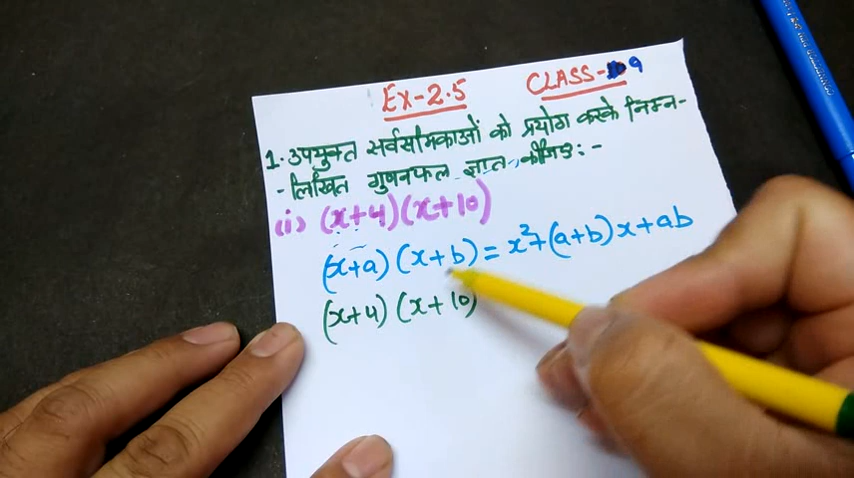 EX-2.5 CLASS-9
1. उपयुक्त सर्वसमिकाओं को प्रयोग करके निम्न-
-लिखित गुणनफल ज्ञात कीजिए:-
(i) (x+4)(x+10)
(x+a) (x+b) = x²+(a+b)x+ab
(x+4) (x+10)